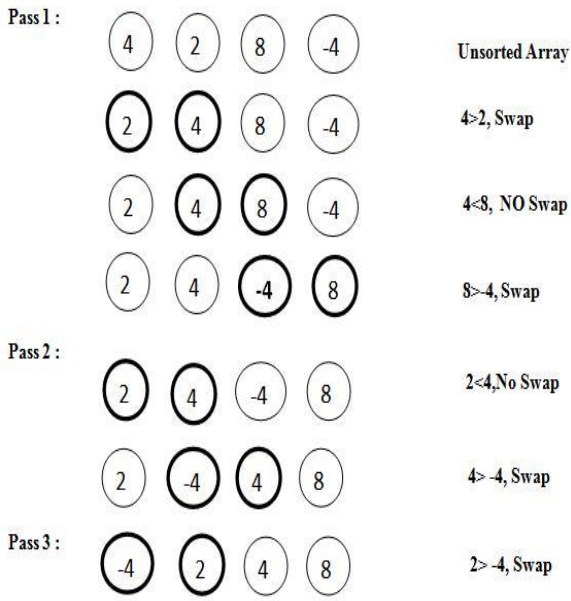 Pass 1 :
4 2 8 -4 Unsorted Array
2 4 8 -4 4>2, Swap
2 4 8 -4 4<8, NO Swap
2 4 -4 8 8>-4, Swap
Pass 2 :
2 4 -4 8 2<4,No Swap
2 -4 4 8 4> -4, Swap
Pass 3 :
-4 2 4 8 2> -4, Swap